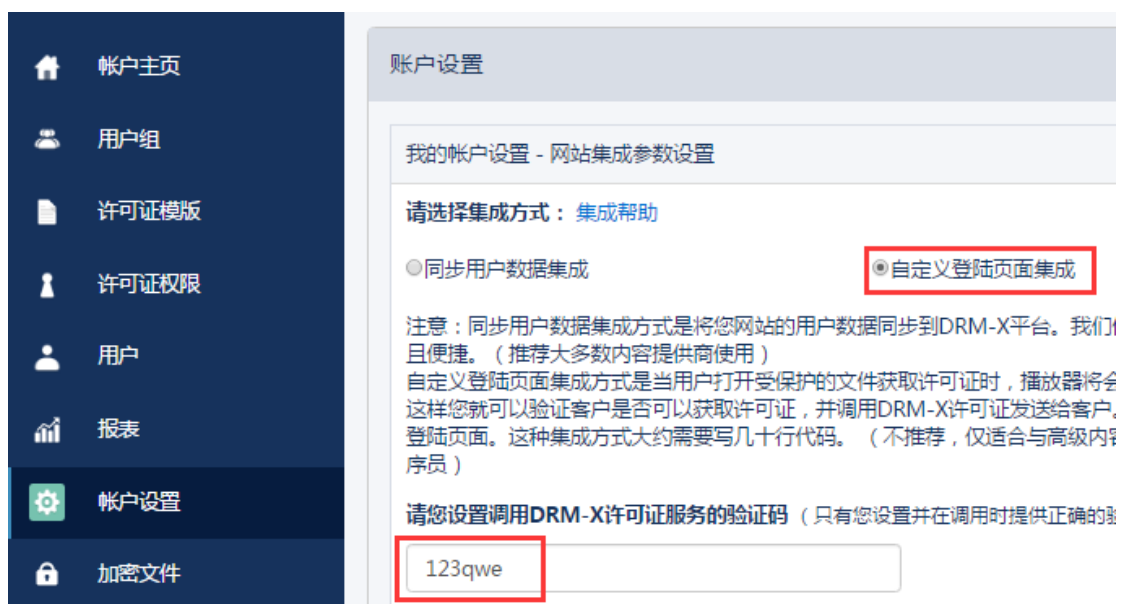 帐户主页
用户组
许可证模版
许可证权限
用户
报表
帐户设置
加密文件
账户设置
我的帐户设置 - 网站集成参数设置
请选择集成方式： 集成帮助
同步用户数据集成
自定义登陆页面集成
注意：同步用户数据集成方式是将您网站的用户数据同步到DRM-X平台。我们
且便捷。（推荐大多数内容提供商使用）
自定义登陆页面集成方式是当用户打开受保护的文件获取许可证时，播放器将会
这样您就可以验证客户是否可以获取许可证，并调用DRM-X许可证发送给客户。
登陆页面。这种集成方式大约需要写几十行代码。 （不推荐，仅适合与高级内容
序员）
请您设置调用DRM-X许可证服务的验证码（只有您设置并在调用时提供正确的验
123qwe